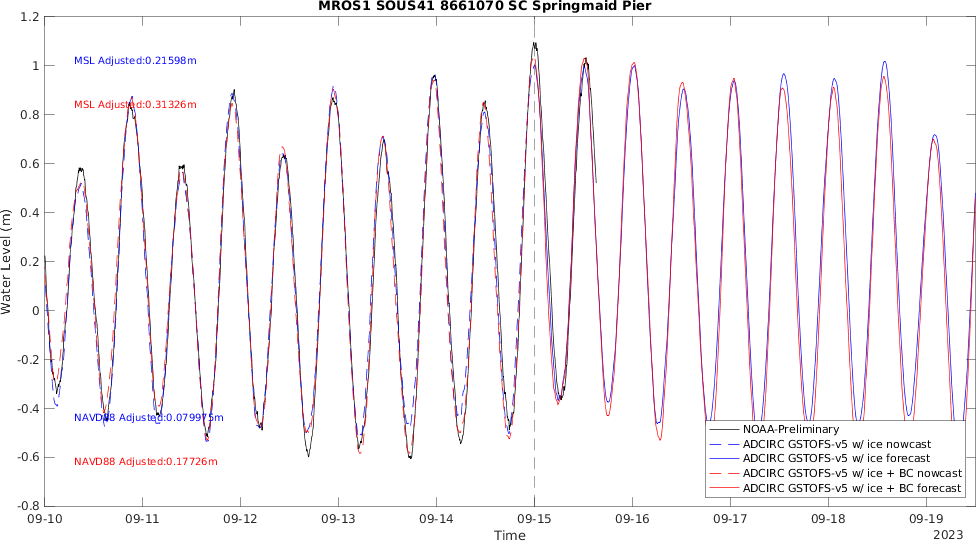 MROS1 SOUS41 8661070 SC Springmaid Pier
1.2
1
0.8
0.6
0.4
0.2
0
-0.2
-0.4
-0.6
-0.8
Water Level (m)
MSL Adjusted:0.21598m
MSL Adjusted:0.31326m
NAVD88 Adjusted:0.079975m
NAVD88 Adjusted:0.17726m
NOAA-Preliminary
ADCIRC GSTOFS-v5 w/ ice nowcast
ADCIRC GSTOFS-v5 w/ ice forecast
ADCIRC GSTOFS-v5 w/ ice + BC nowcast
ADCIRC GSTOFS-v5 w/ ice + BC forecast
09-10 09-11 09-12 09-13 09-14 09-15 09-16 09-17 09-18 09-19
Time
2023